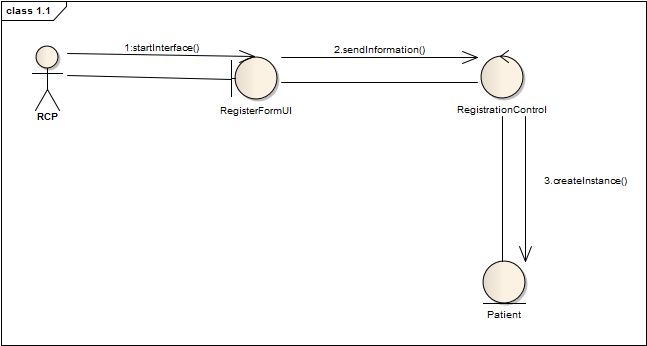 class 1.1
1:startInterface()
2.sendInformation()
RCP
RegisterFormUI
RegistrationControl
3.createInstance()
Patient